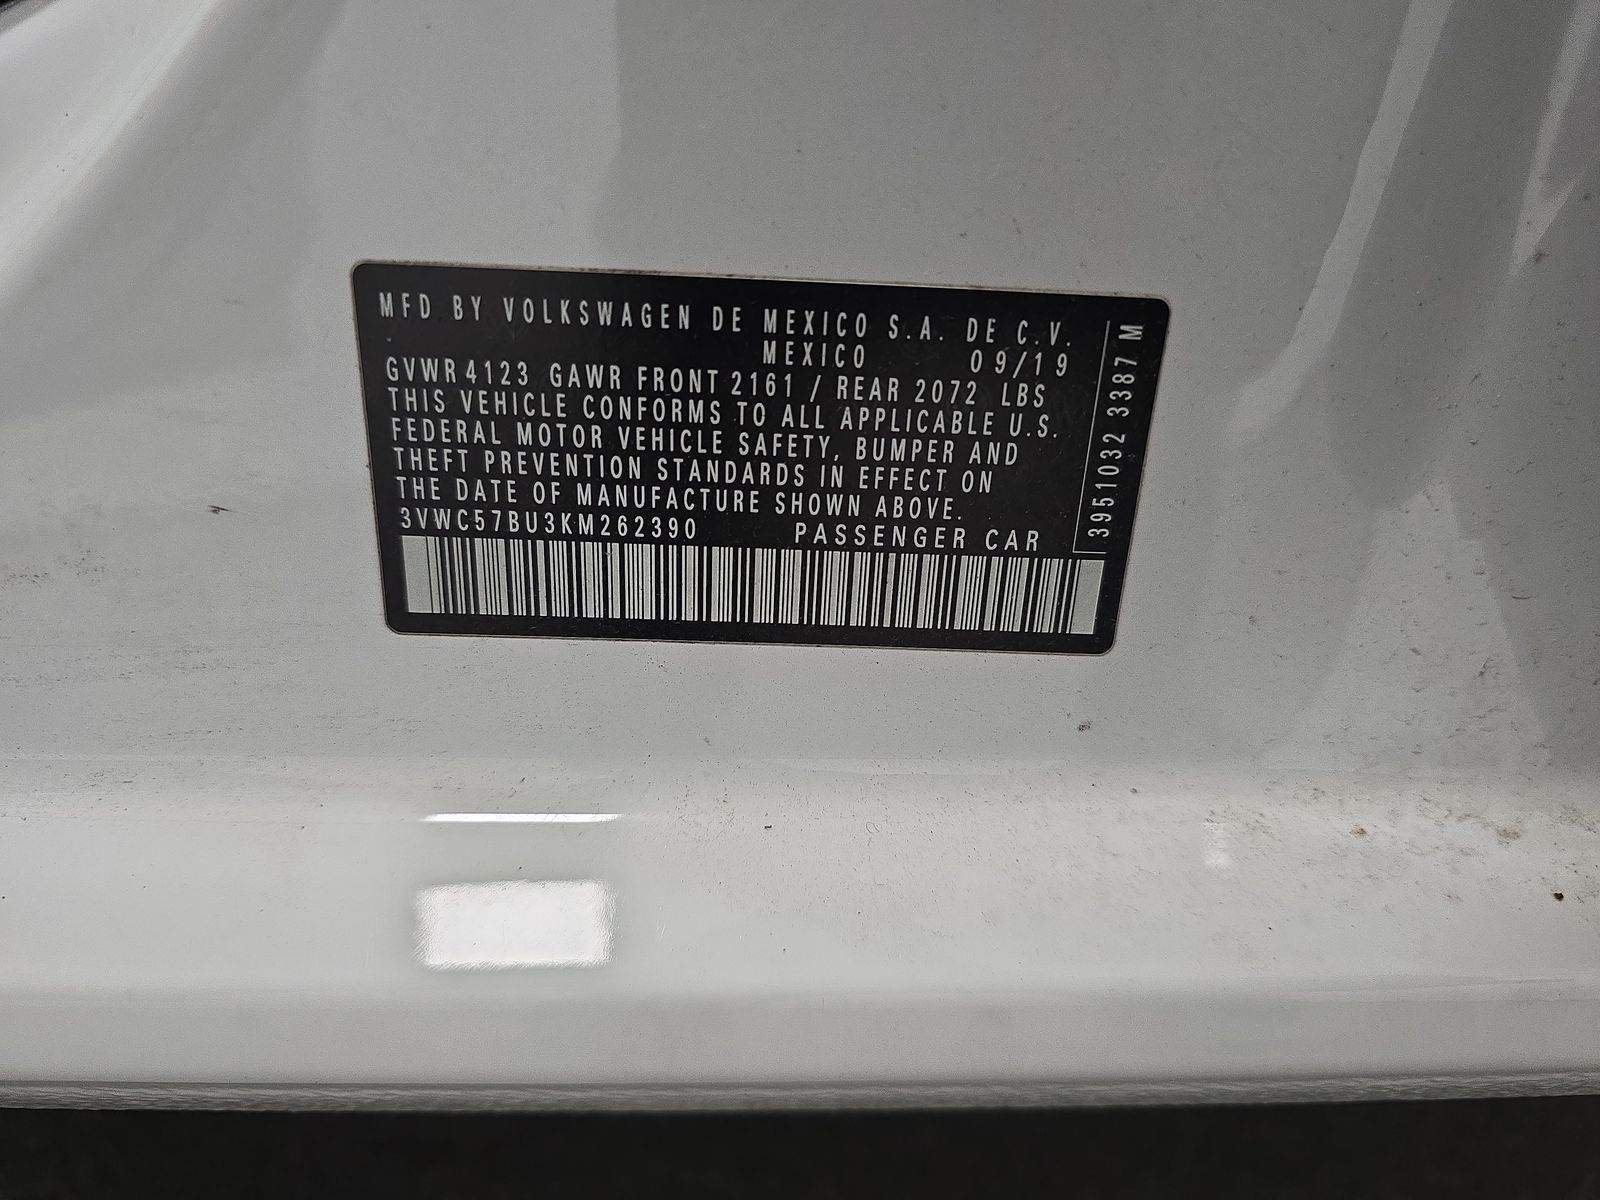 MFD BY VOLKSWAGEN DE MEXICO S.A. DE C.V.
MEXICO 09/19
GVWR 4123 GAWR FRONT 2161 / REAR 2072 LBS
THIS VEHICLE CONFORMS TO ALL APPLICABLE U.S.
FEDERAL MOTOR VEHICLE SAFETY, BUMPER AND
THEFT PREVENTION STANDARDS IN EFFECT ON
THE DATE OF MANUFACTURE SHOWN ABOVE.
3VWC57BU3KM262390 PASSENGER CAR
3951032 3387 M